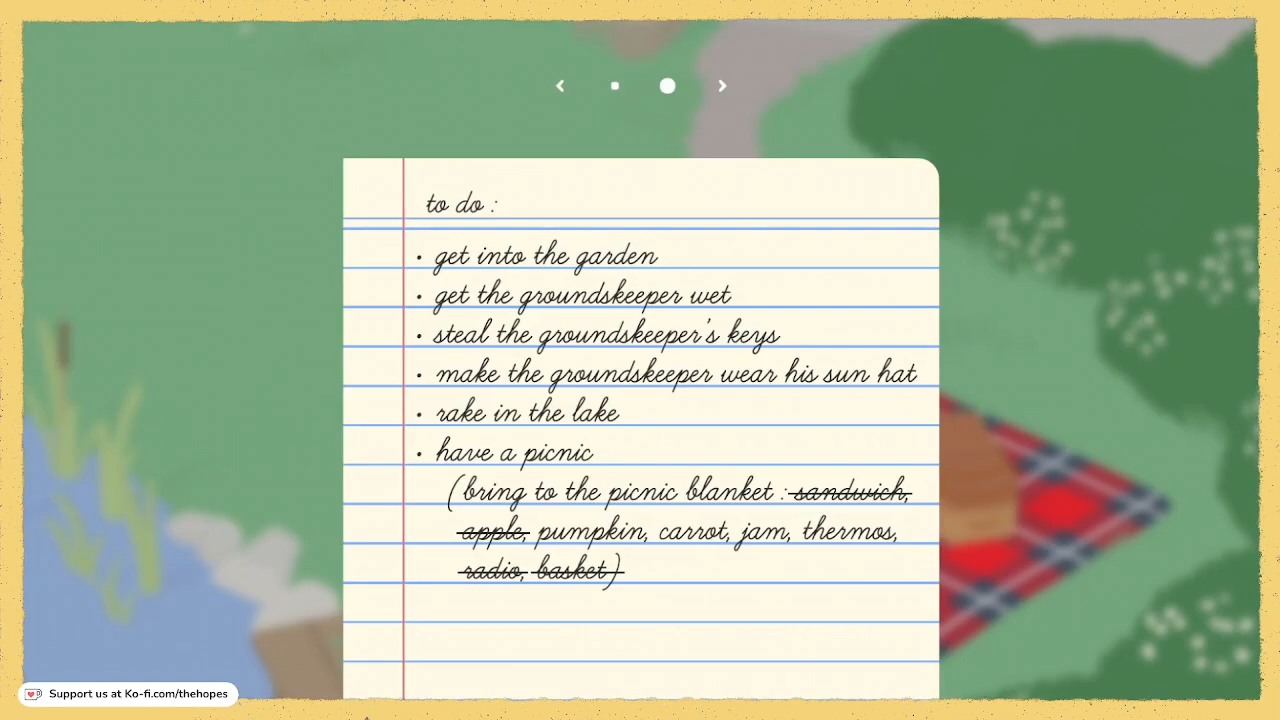 to do :
• get into the garden
• get the groundskeeper wet
• steal the groundskeeper's keys
• make the groundskeeper wear his sun hat
• rake in the lake
• have a picnic
(bring to the picnic blanket : sandwich,
apple, pumpkin, carrot, jam, thermos,
radio, basket)
Support us at Ko-fi.com/thehopes